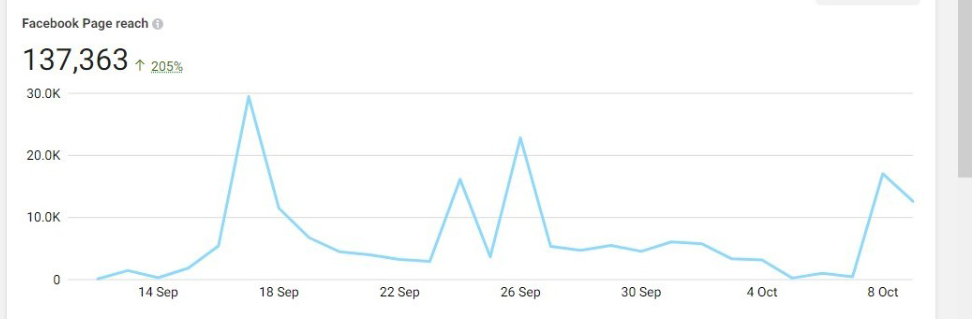 Facebook Page reach
137,363 ↑ 205%
30.0K
20.0K
10.0K
0
14 Sep 18 Sep 22 Sep 26 Sep 30 Sep 4 Oct 8 Oct